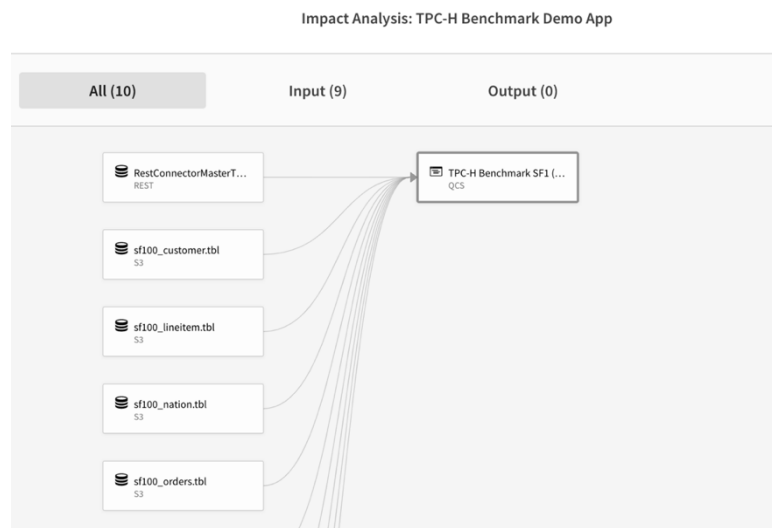 Impact Analysis: TPC-H Benchmark Demo App
All (10)
Input (9)
Output (0)
RestConnectorMasterT...
REST
TPC-H Benchmark SF1 (...
QCS
sf100_customer.tbl
S3
sf100_lineitem.tbl
S3
sf100_nation.tbl
S3
sf100_orders.tbl
S3